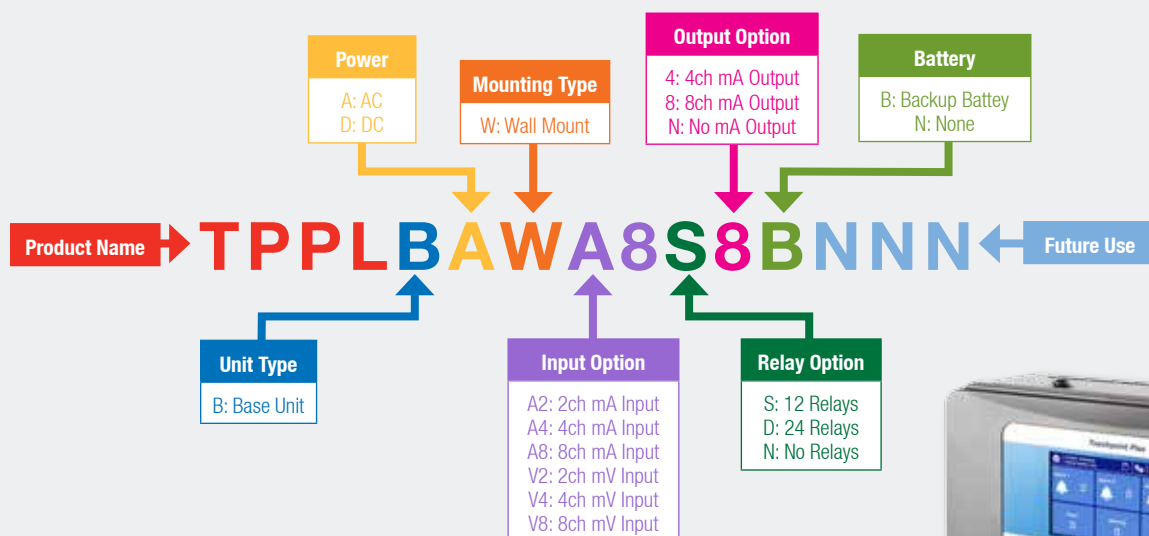 Power
A: AC
D: DC
Mounting Type
W: Wall Mount
Output Option
4: 4ch mA Output
8: 8ch mA Output
N: No mA Output
Battery
B: Backup Battey
N: None
Product Name
TPPLBAWA8S8BNNN
Future Use
Unit Type
B: Base Unit
Input Option
A2: 2ch mA Input
A4: 4ch mA Input
A8: 8ch mA Input
V2: 2ch mV Input
V4: 4ch mV Input
V8: 8ch mV Input
Relay Option
S: 12 Relays
D: 24 Relays
N: No Relays
Touchpoint Plus